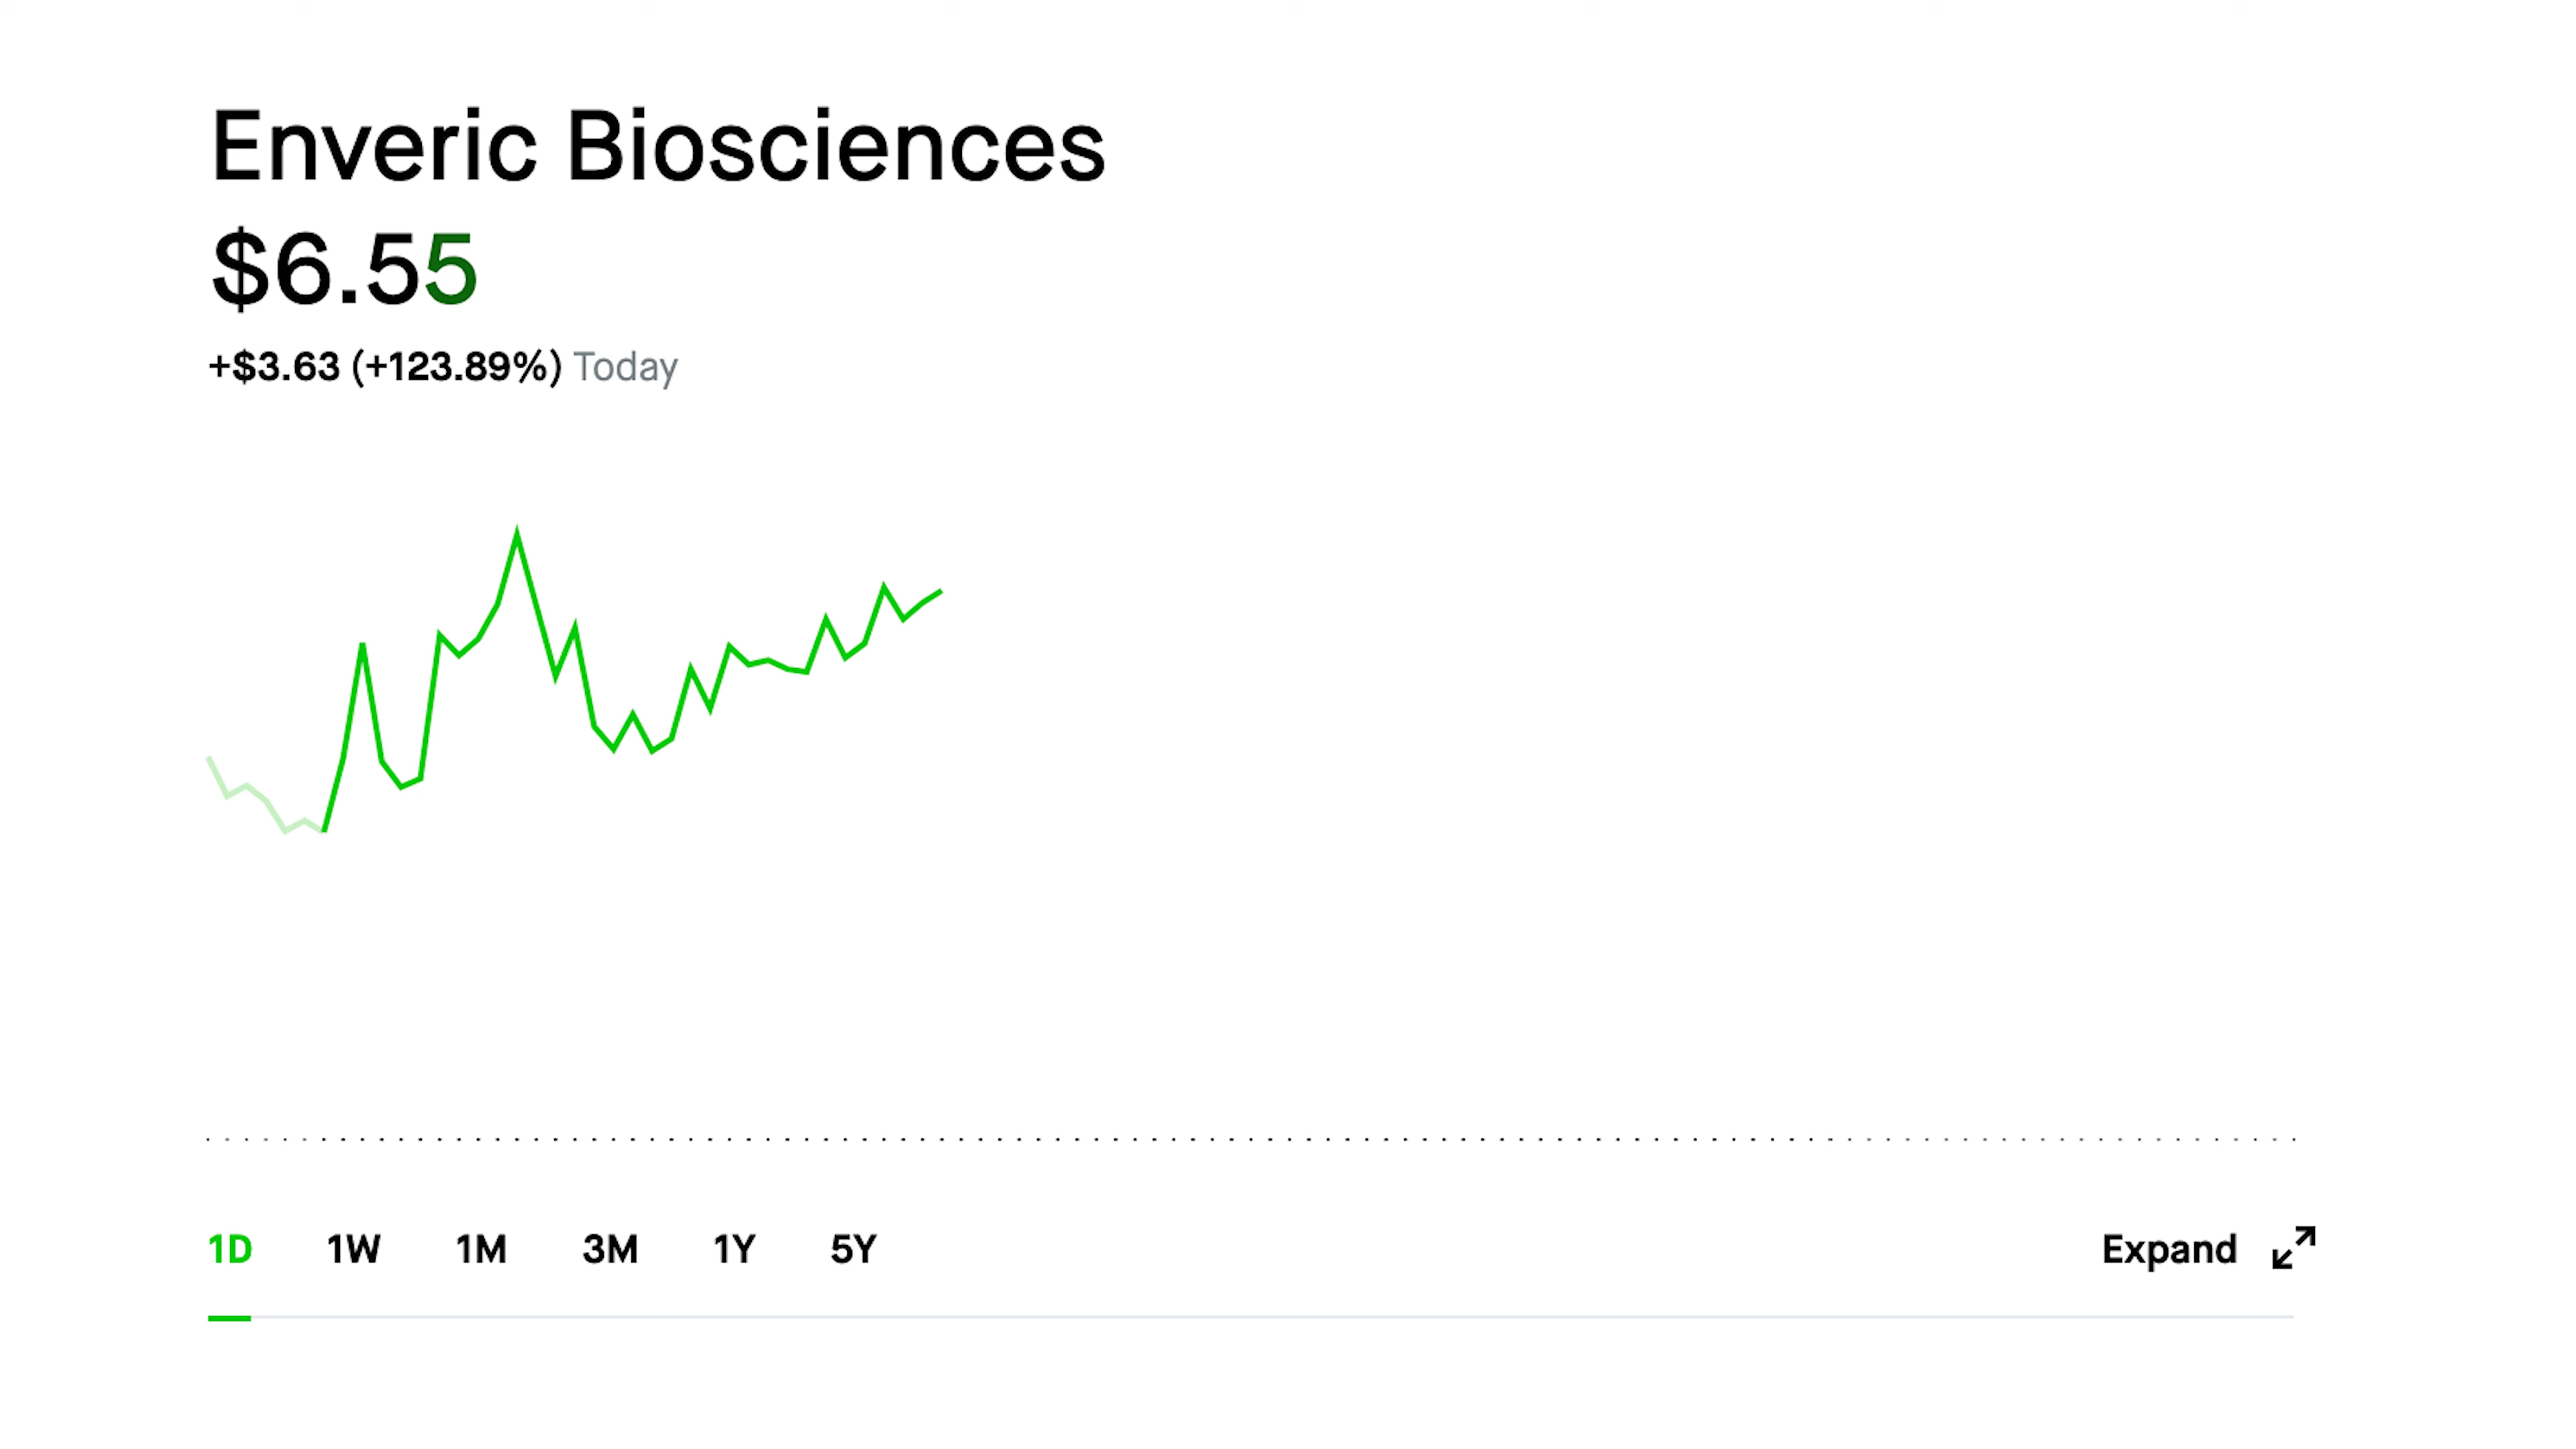 Enveric Biosciences
$6.55
+$3.63 (+123.89%) Today
1D 1W 1M 3M 1Y 5Y Expand